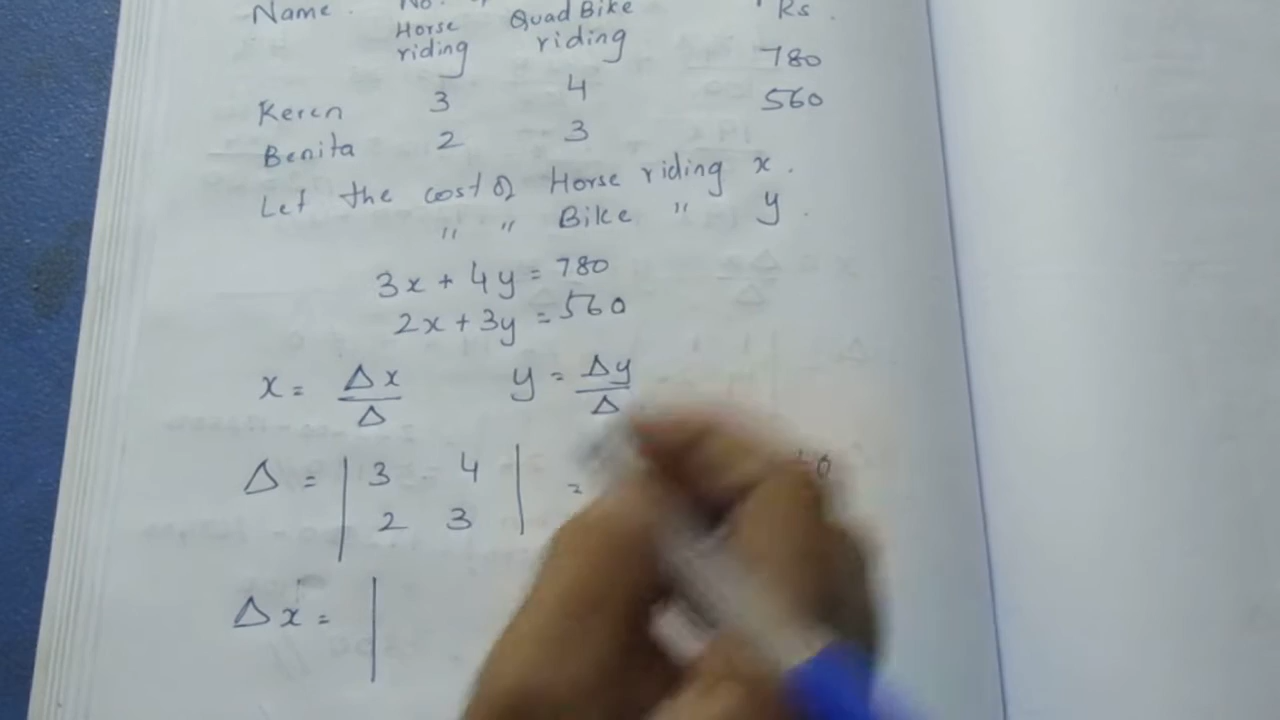 Name. No. Quad Bike Rs.
Horse riding
riding 780
Keren 3 4 560
Benita 2 3
Let the cost of Horse riding x.
" " Bike " y.
3x + 4y = 780
2x + 3y = 560
x = Δx/Δ y = Δy/Δ
Δ = | 3 4 | =
2 3
Δx = |